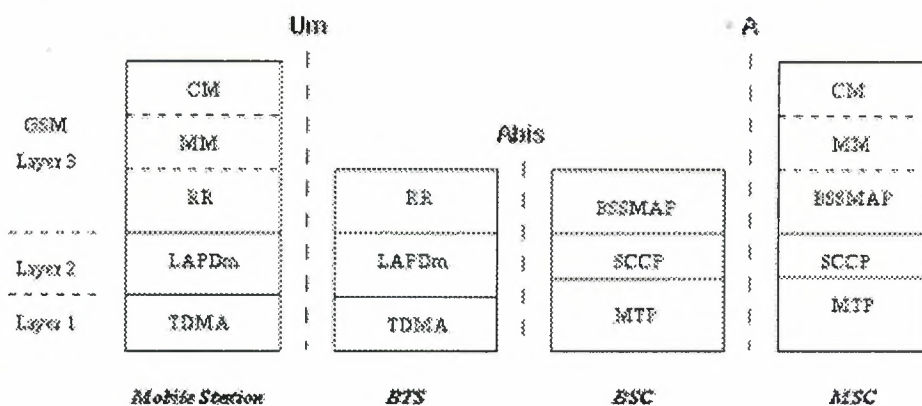 Um A
CM CM
GSM
Layer 3
MM Abis MM
RR RR BSSMAP BSSMAP
Layer 2 LAPDm LAPDm SCCP SCCP
Layer 1 TDMA TDMA MTP MTP
Mobile Station BTS BSC MSC